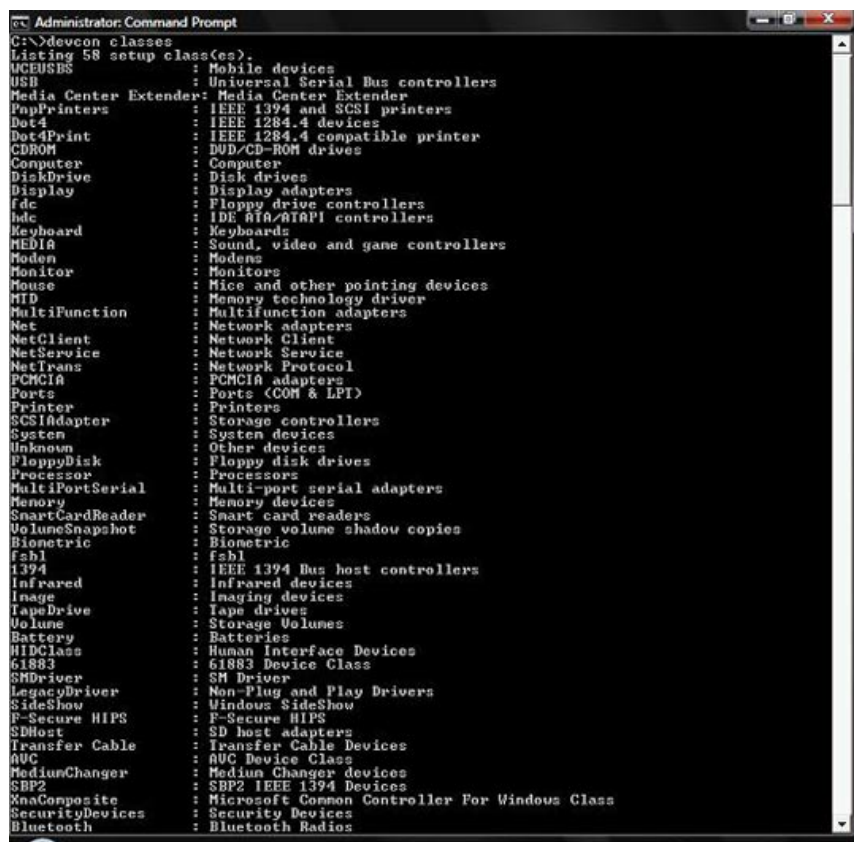 Administrator: Command Prompt
C:\>devcon classes
Listing 58 setup class(es).
WCEUSBS : Mobile devices
USB : Universal Serial Bus controllers
Media Center Extender: Media Center Extender
PnpPrinters : IEEE 1394 and SCSI printers
Dot4 : IEEE 1284.4 devices
Dot4Print : IEEE 1284.4 compatible printer
CDROM : DVD/CD-ROM drives
Computer : Computer
DiskDrive : Disk drives
Display : Display adapters
fdc : Floppy drive controllers
hdc : IDE ATA/ATAPI controllers
Keyboard : Keyboards
MEDIA : Sound, video and game controllers
Modem : Modems
Monitor : Monitors
Mouse : Mice and other pointing devices
MTD : Memory technology driver
MultiFunction : Multifunction adapters
Net : Network adapters
NetClient : Network Client
NetService : Network Service
NetTrans : Network Protocol
PCMCIA : PCMCIA adapters
Ports : Ports (COM & LPT)
Printer : Printers
SCSIAdapter : Storage controllers
System : System devices
Unknown : Other devices
FloppyDisk : Floppy disk drives
Processor : Processors
MultiPortSerial : Multi-port serial adapters
Memory : Memory devices
SmartCardReader : Smart card readers
VolumeSnapshot : Storage volume shadow copies
Biometric : Biometric
fsbl : fsbl
1394 : IEEE 1394 Bus host controllers
Infrared : Infrared devices
Image : Imaging devices
TapeDrive : Tape drives
Volume : Storage Volumes
Battery : Batteries
HIDClass : Human Interface Devices
61883 : 61883 Device Class
SMDriver : SM Driver
LegacyDriver : Non-Plug and Play Drivers
SideShow : Windows SideShow
F-Secure HIPS : F-Secure HIPS
SDHost : SD host adapters
Transfer Cable : Transfer Cable Devices
AVC : AVC Device Class
MediumChanger : Medium Changer devices
SBP2 : SBP2 IEEE 1394 Devices
XnaComposite : Microsoft Common Controller For Windows Class
SecurityDevices : Security Devices
Bluetooth : Bluetooth Radios